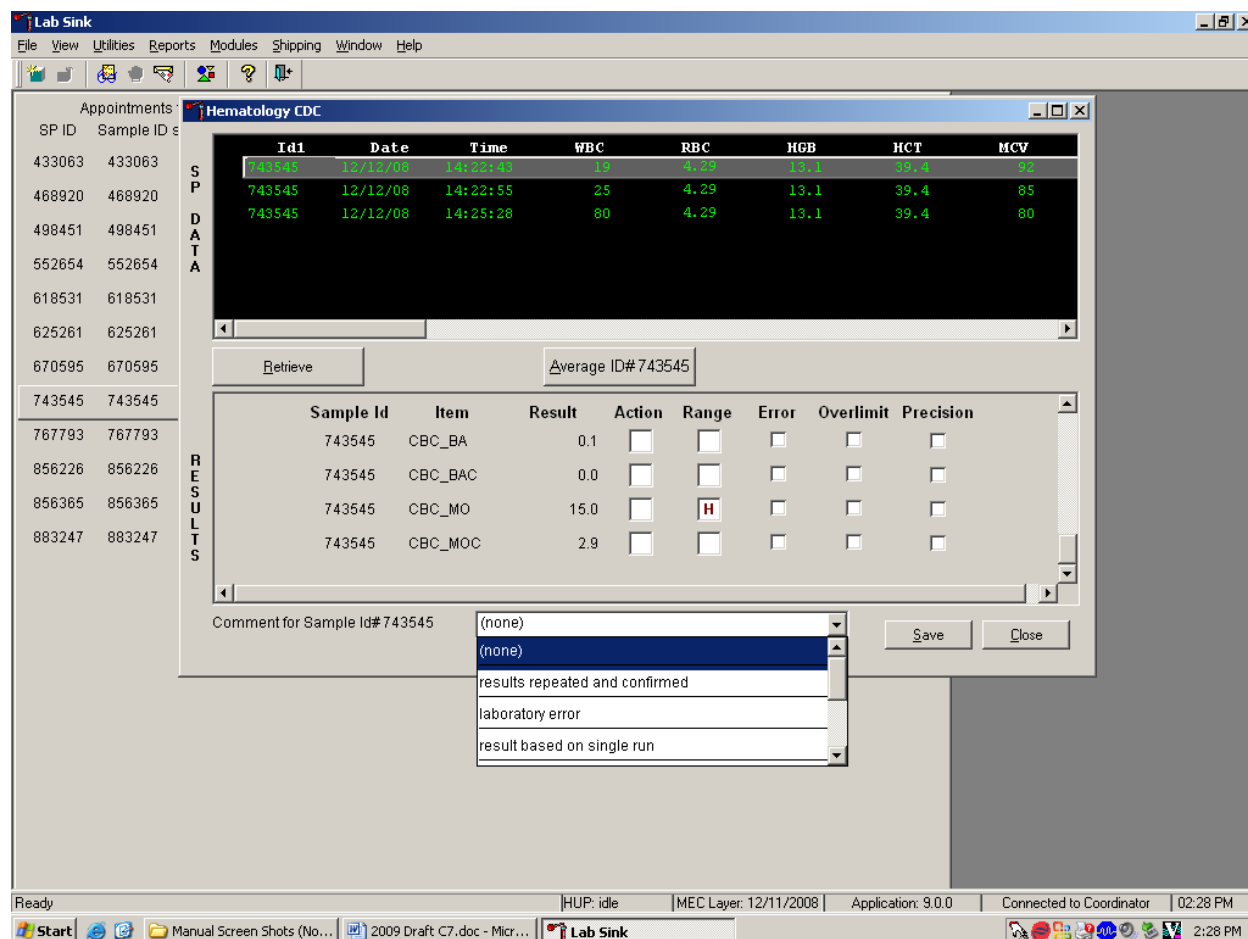 Lab Sink
File View Utilities Reports Modules Shipping Window Help
Appointments
SP ID Sample ID s
433063 433063
468920 468920
498451 498451
552654 552654
618531 618531
625261 625261
670595 670595
743545 743545
767793 767793
856226 856226
856365 856365
883247 883247
Hematology CDC
SP DATA
Id1 Date Time WBC RBC HGB HCT MCV
743545 12/12/08 14:22:43 19 4.29 13.1 39.4 92
743545 12/12/08 14:22:55 25 4.29 13.1 39.4 85
743545 12/12/08 14:25:28 80 4.29 13.1 39.4 80
Retrieve Average ID#743545
RESULTS
Sample Id Item Result Action Range Error Overlimit Precision
743545 CBC_BA 0.1
743545 CBC_BAC 0.0
743545 CBC_MO 15.0 H
743545 CBC_MOC 2.9
Comment for Sample Id#743545 (none) Save Close
(none)
results repeated and confirmed
laboratory error
result based on single run
Ready HUP: idle MEC Layer: 12/11/2008 Application: 9.0.0 Connected to Coordinator 02:28 PM
Start Manual Screen Shots (No... 2009 Draft C7.doc - Micr... Lab Sink 2:28 PM